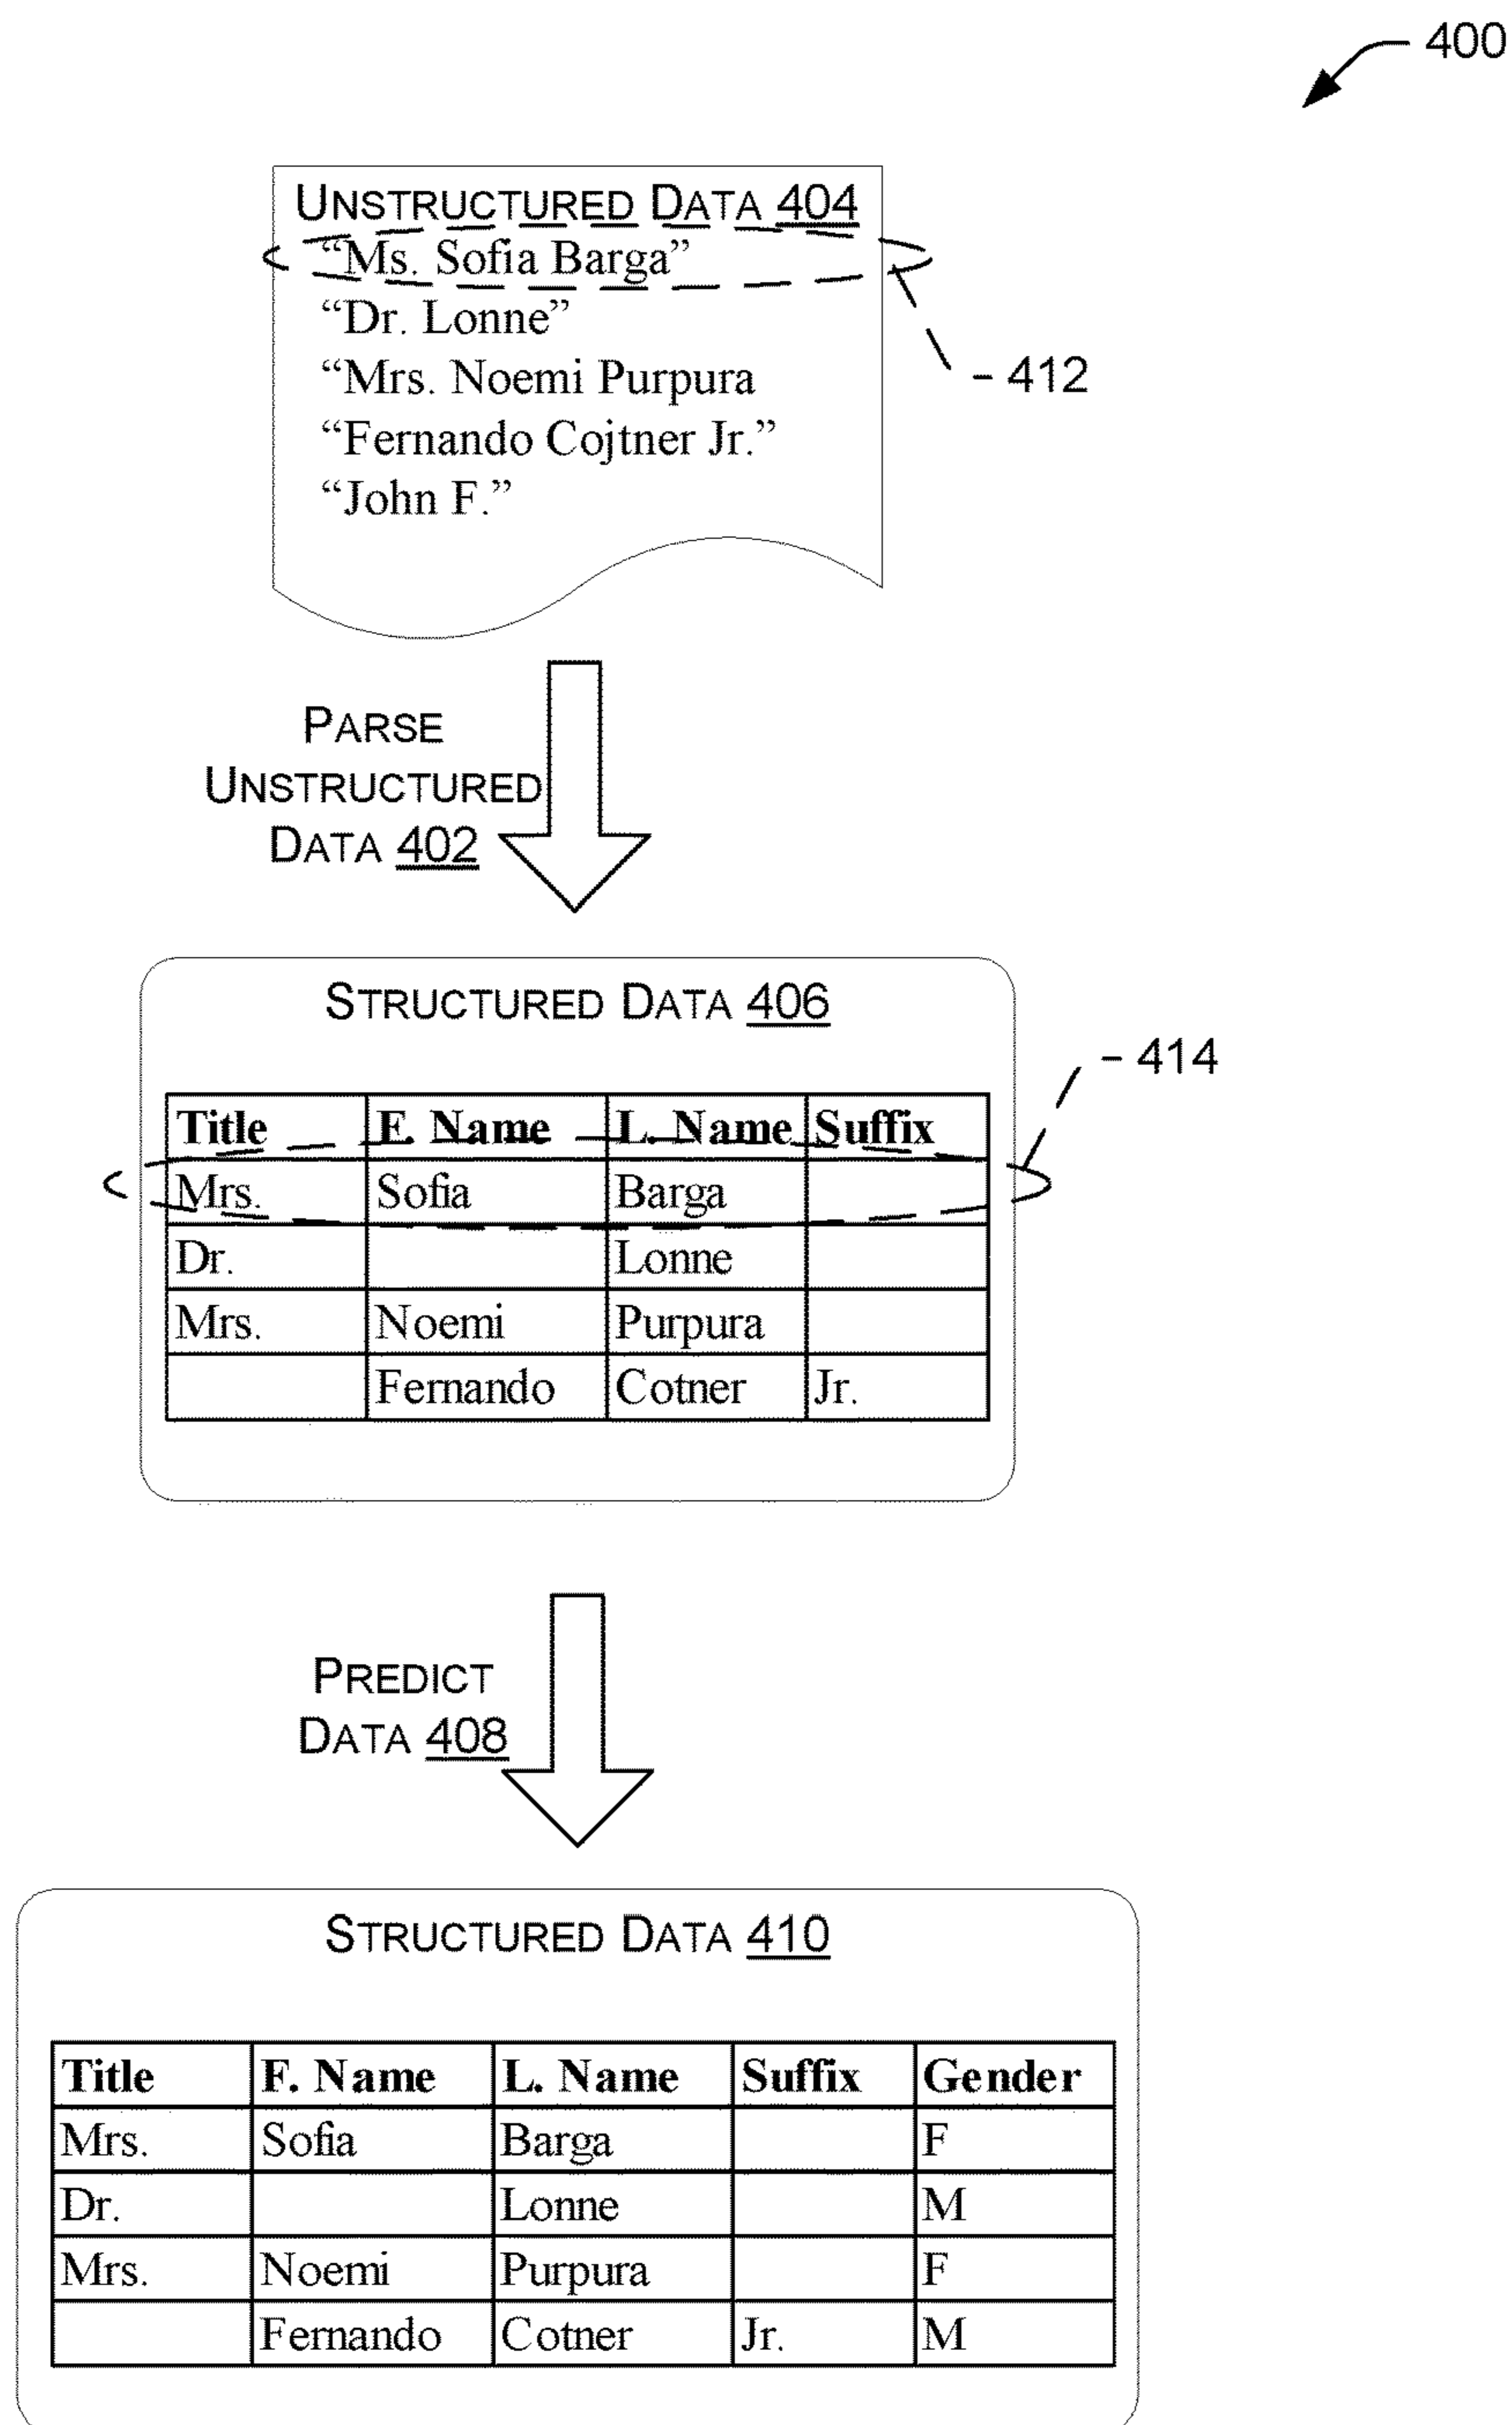 400
UNSTRUCTURED DATA 404
“Ms. Sofia Barga”
“Dr. Lonne”
“Mrs. Noemi Purpura
“Fernando Cojtner Jr.”
“John F.”
412
PARSE
UNSTRUCTURED
DATA 402
STRUCTURED DATA 406
414
Title F. Name L. Name Suffix
Mrs. Sofia Barga
Dr. Lonne
Mrs. Noemi Purpura
Fernando Cotner Jr.
PREDICT
DATA 408
STRUCTURED DATA 410
Title F. Name L. Name Suffix Gender
Mrs. Sofia Barga F
Dr. Lonne M
Mrs. Noemi Purpura F
Fernando Cotner Jr. M